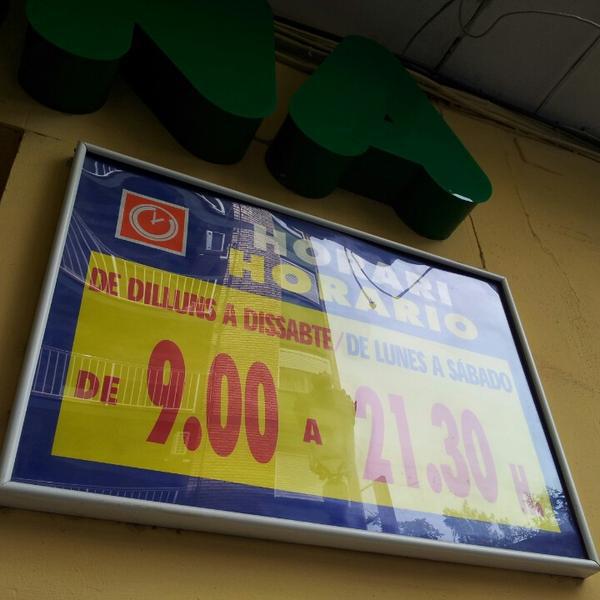 HORARI
HORARIO
DE DILLUNS A DISSABTE/DE LUNES A SÁBADO
DE 9.00 A 21.30 H.